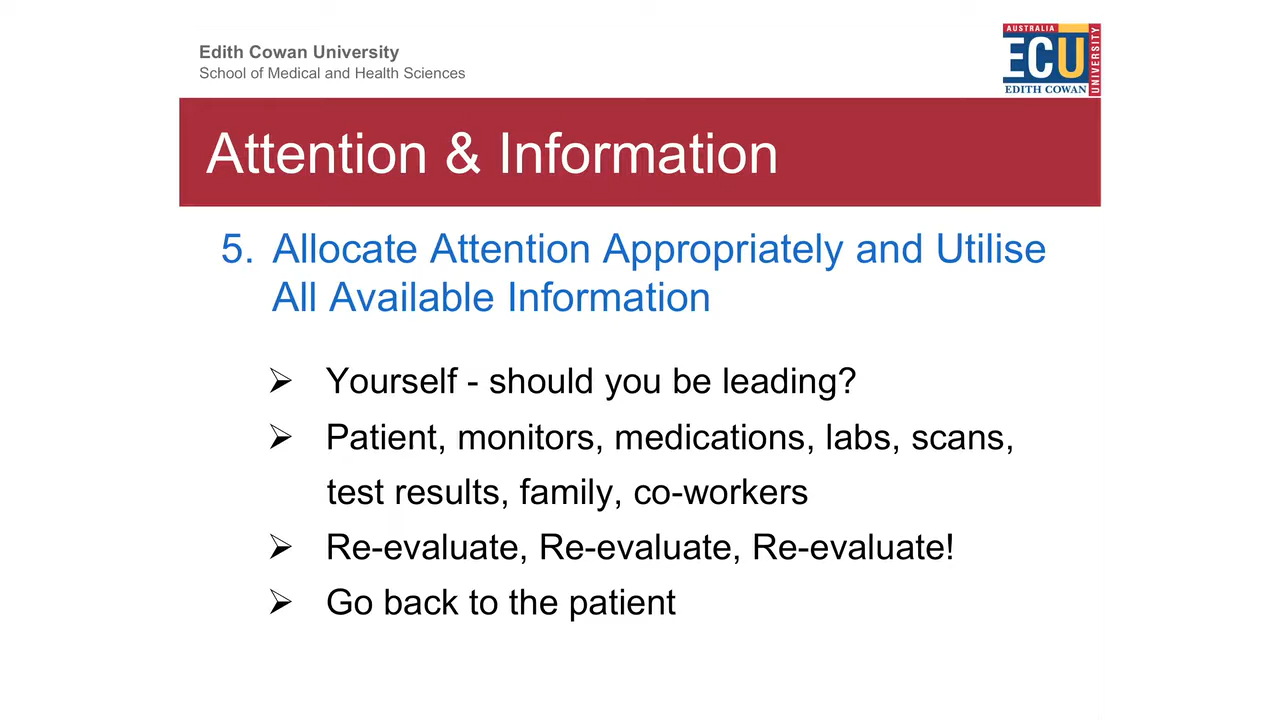 Edith Cowan University
School of Medical and Health Sciences
AUSTRALIA
ECU
UNIVERSITY
EDITH COWAN
Attention & Information
5. Allocate Attention Appropriately and Utilise
All Available Information
➢ Yourself - should you be leading?
➢ Patient, monitors, medications, labs, scans,
test results, family, co-workers
➢ Re-evaluate, Re-evaluate, Re-evaluate!
➢ Go back to the patient